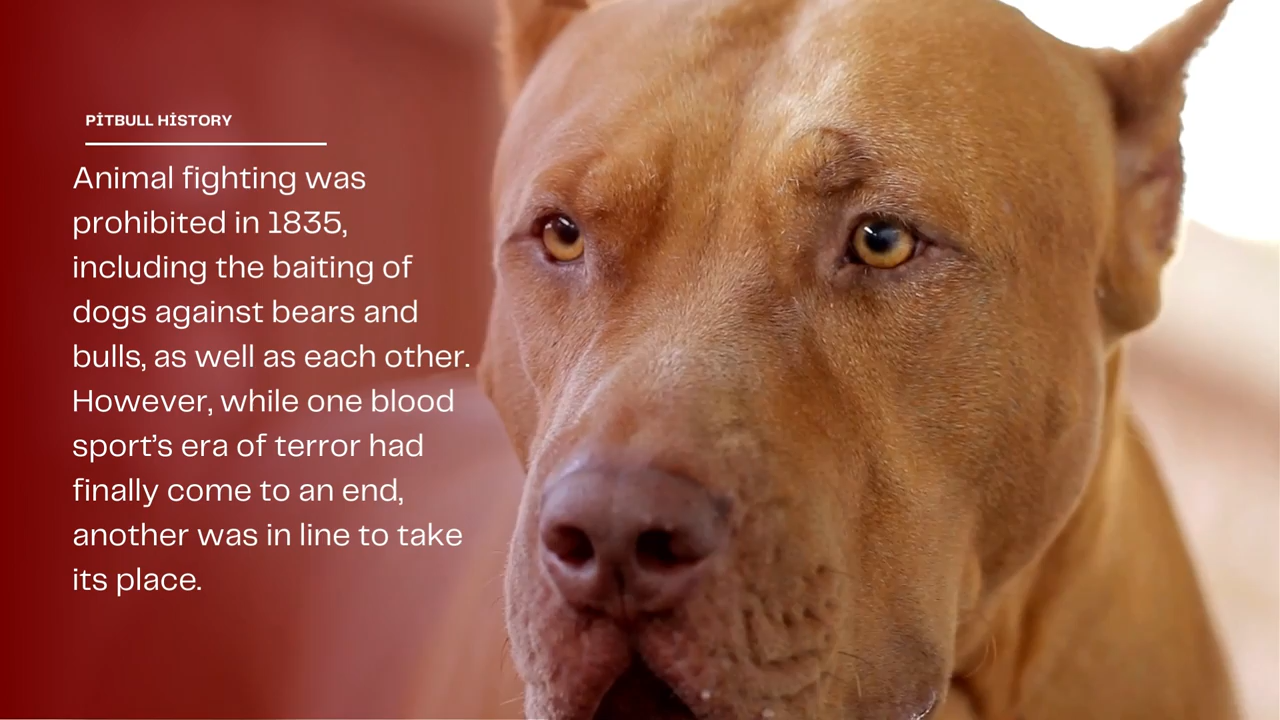 PİTBULL HİSTORY
Animal fighting was
prohibited in 1835,
including the baiting of
dogs against bears and
bulls, as well as each other.
However, while one blood
sport’s era of terror had
finally come to an end,
another was in line to take
its place.